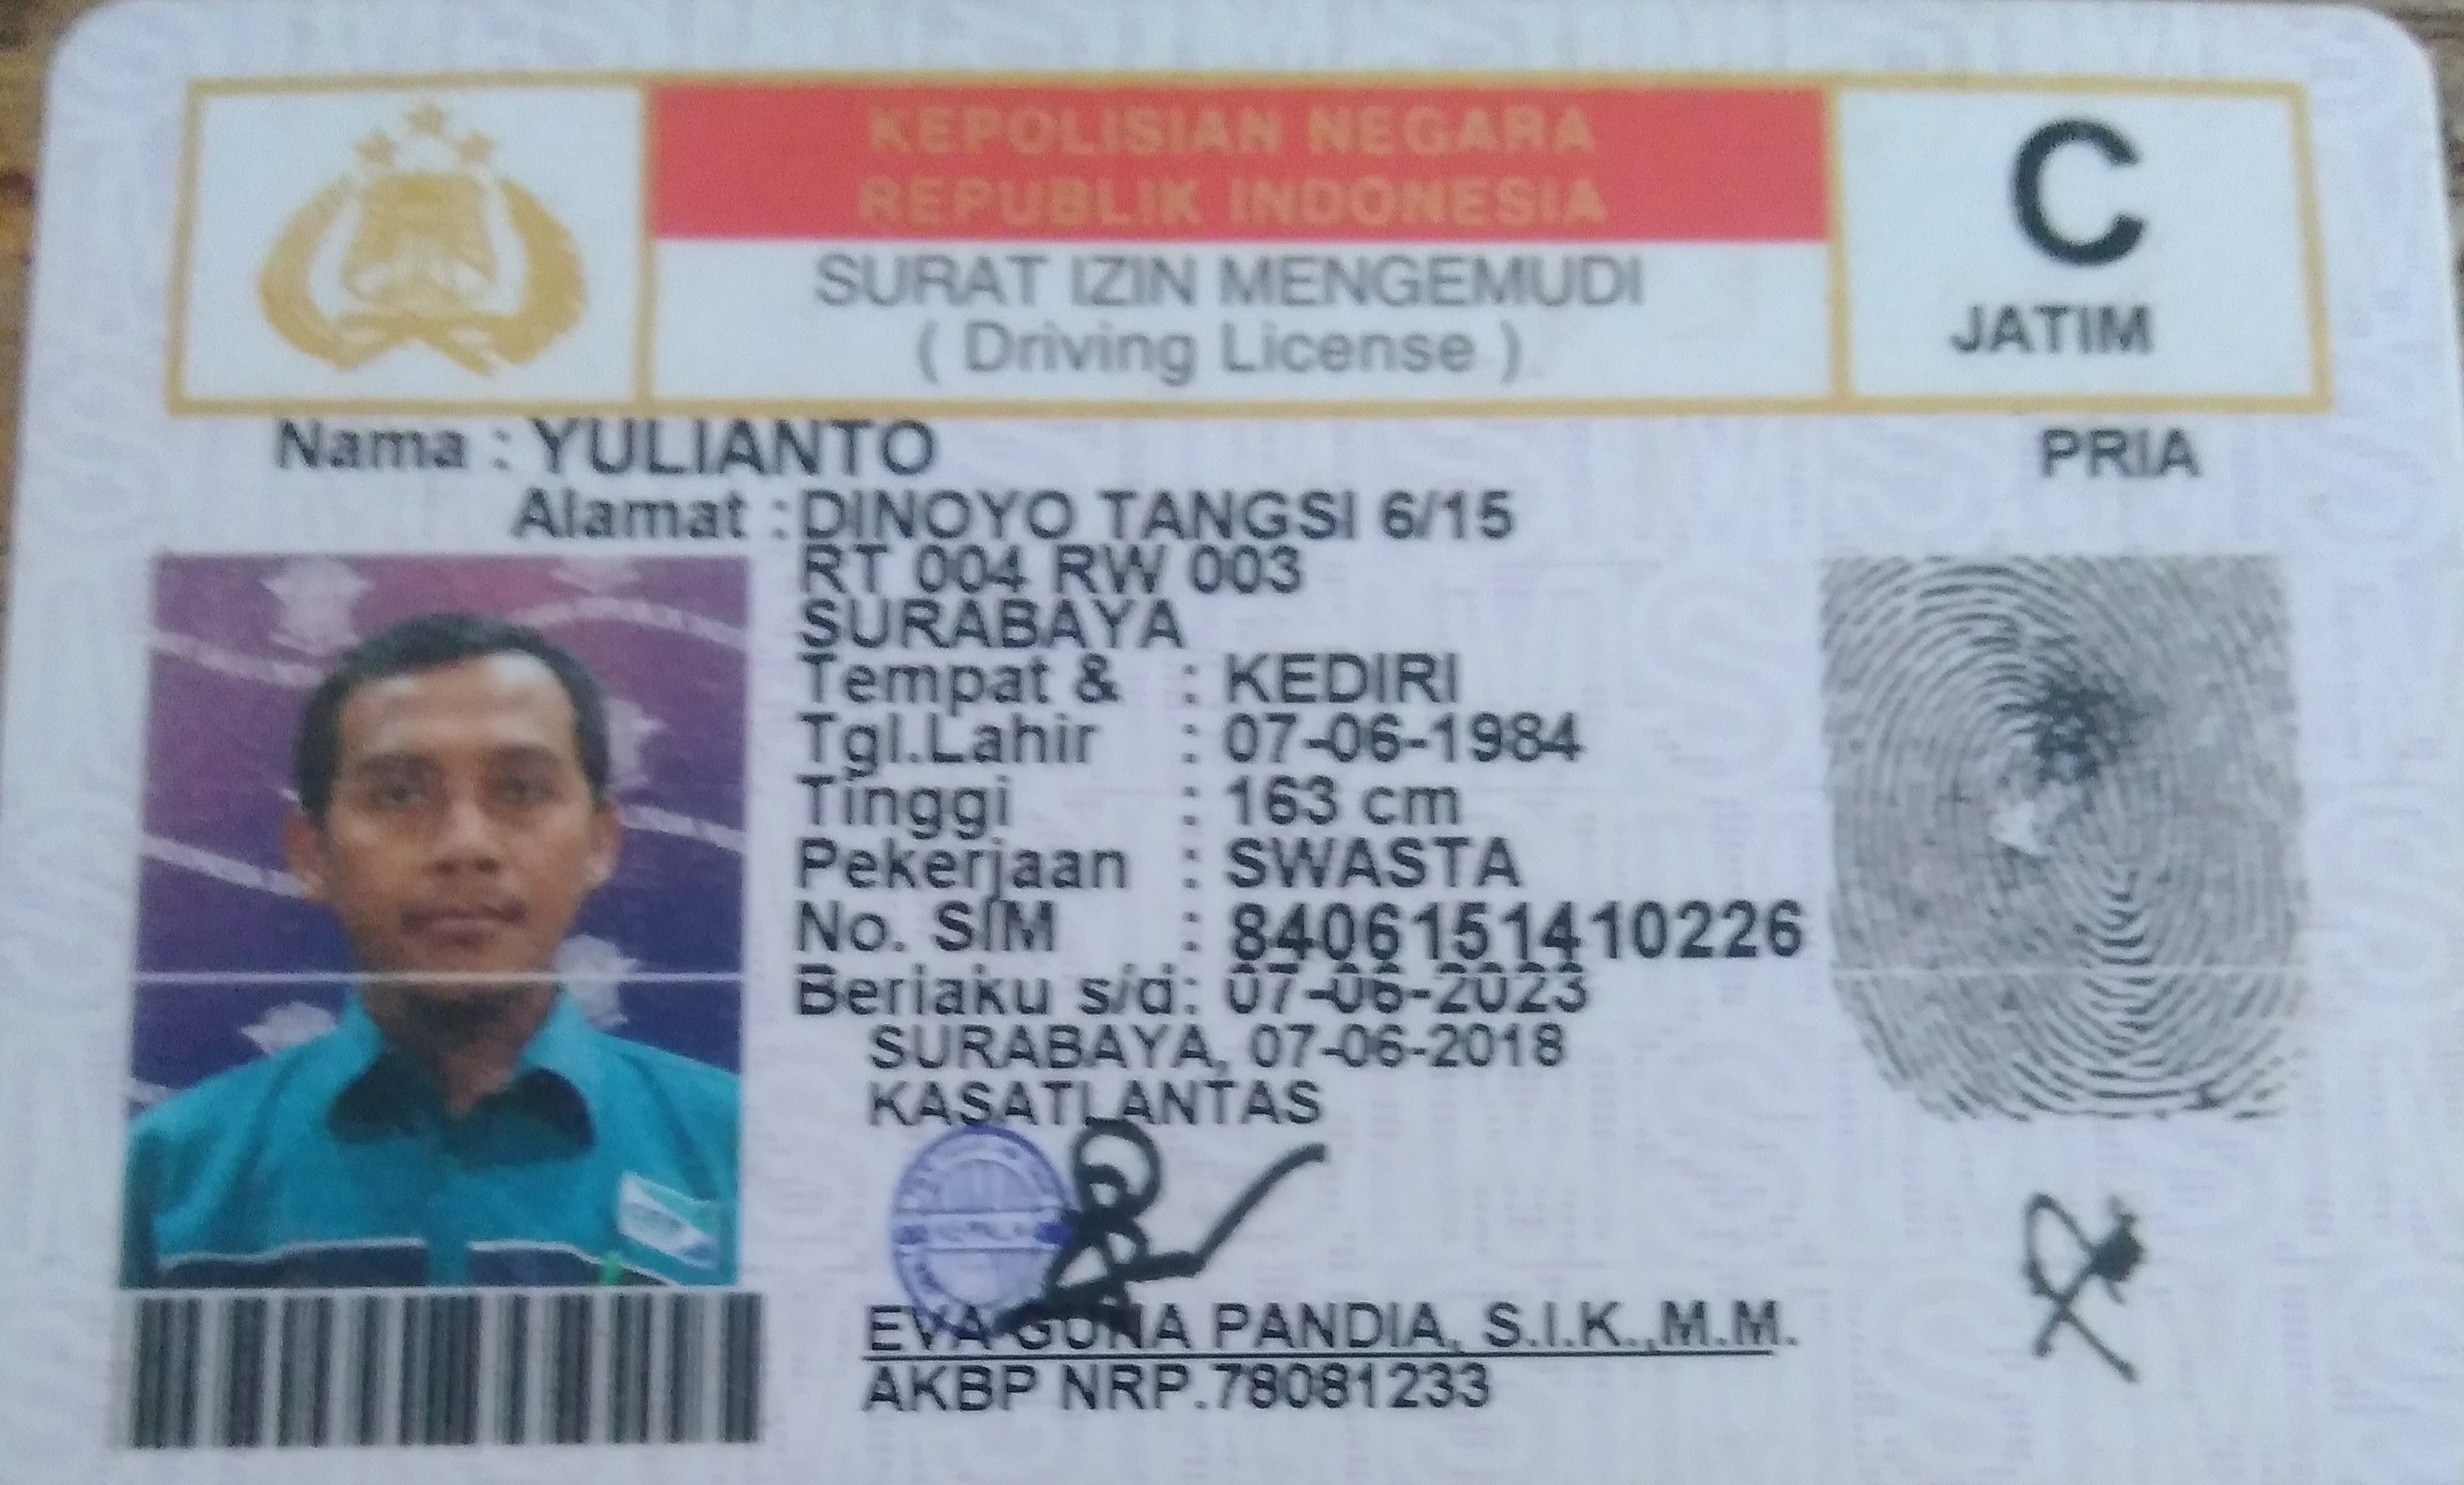 KEPOLISIAN NEGARA
REPUBLIK INDONESIA
SURAT IZIN MENGEMUDI
( Driving License )
C
JATIM
Nama : YULIANTO
PRIA
Alamat : DINOYO TANGSI 6/15
RT 004 RW 003
SURABAYA
Tempat & : KEDIRI
Tgl.Lahir : 07-06-1984
Tinggi : 163 cm
Pekerjaan : SWASTA
No. SIM : 8406151410226
Berlaku s/d : 07-06-2023
SURABAYA, 07-06-2018
KASATLANTAS
EVA GUNA PANDIA, S.I.K.,M.M.
AKBP NRP.78081233